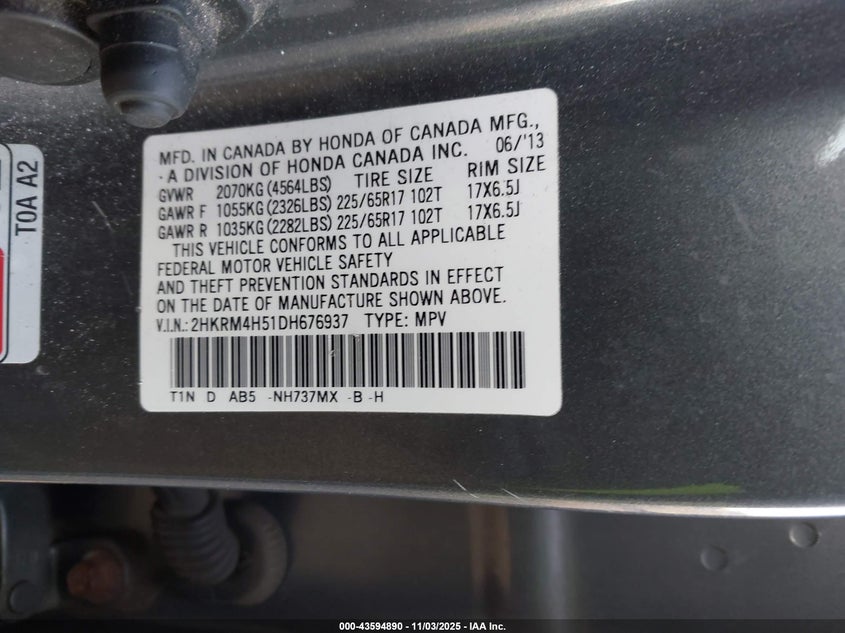 MFD. IN CANADA BY HONDA OF CANADA MFG.,
A DIVISION OF HONDA CANADA INC. 06/'13
GVWR 2070KG(4564LBS) TIRE SIZE RIM SIZE
GAWR F 1055KG(2326LBS) 225/65R17 102T 17X6.5J
GAWR R 1035KG(2282LBS) 225/65R17 102T 17X6.5J
THIS VEHICLE CONFORMS TO ALL APPLICABLE
FEDERAL MOTOR VEHICLE SAFETY
AND THEFT PREVENTION STANDARDS IN EFFECT
ON THE DATE OF MANUFACTURE SHOWN ABOVE.
V.I.N.: 2HKRM4H51DH676937 TYPE: MPV
T1N D AB5 -NH737MX -B -H
T0A A2
000-43594890 - 11/03/2025 - IAA Inc.